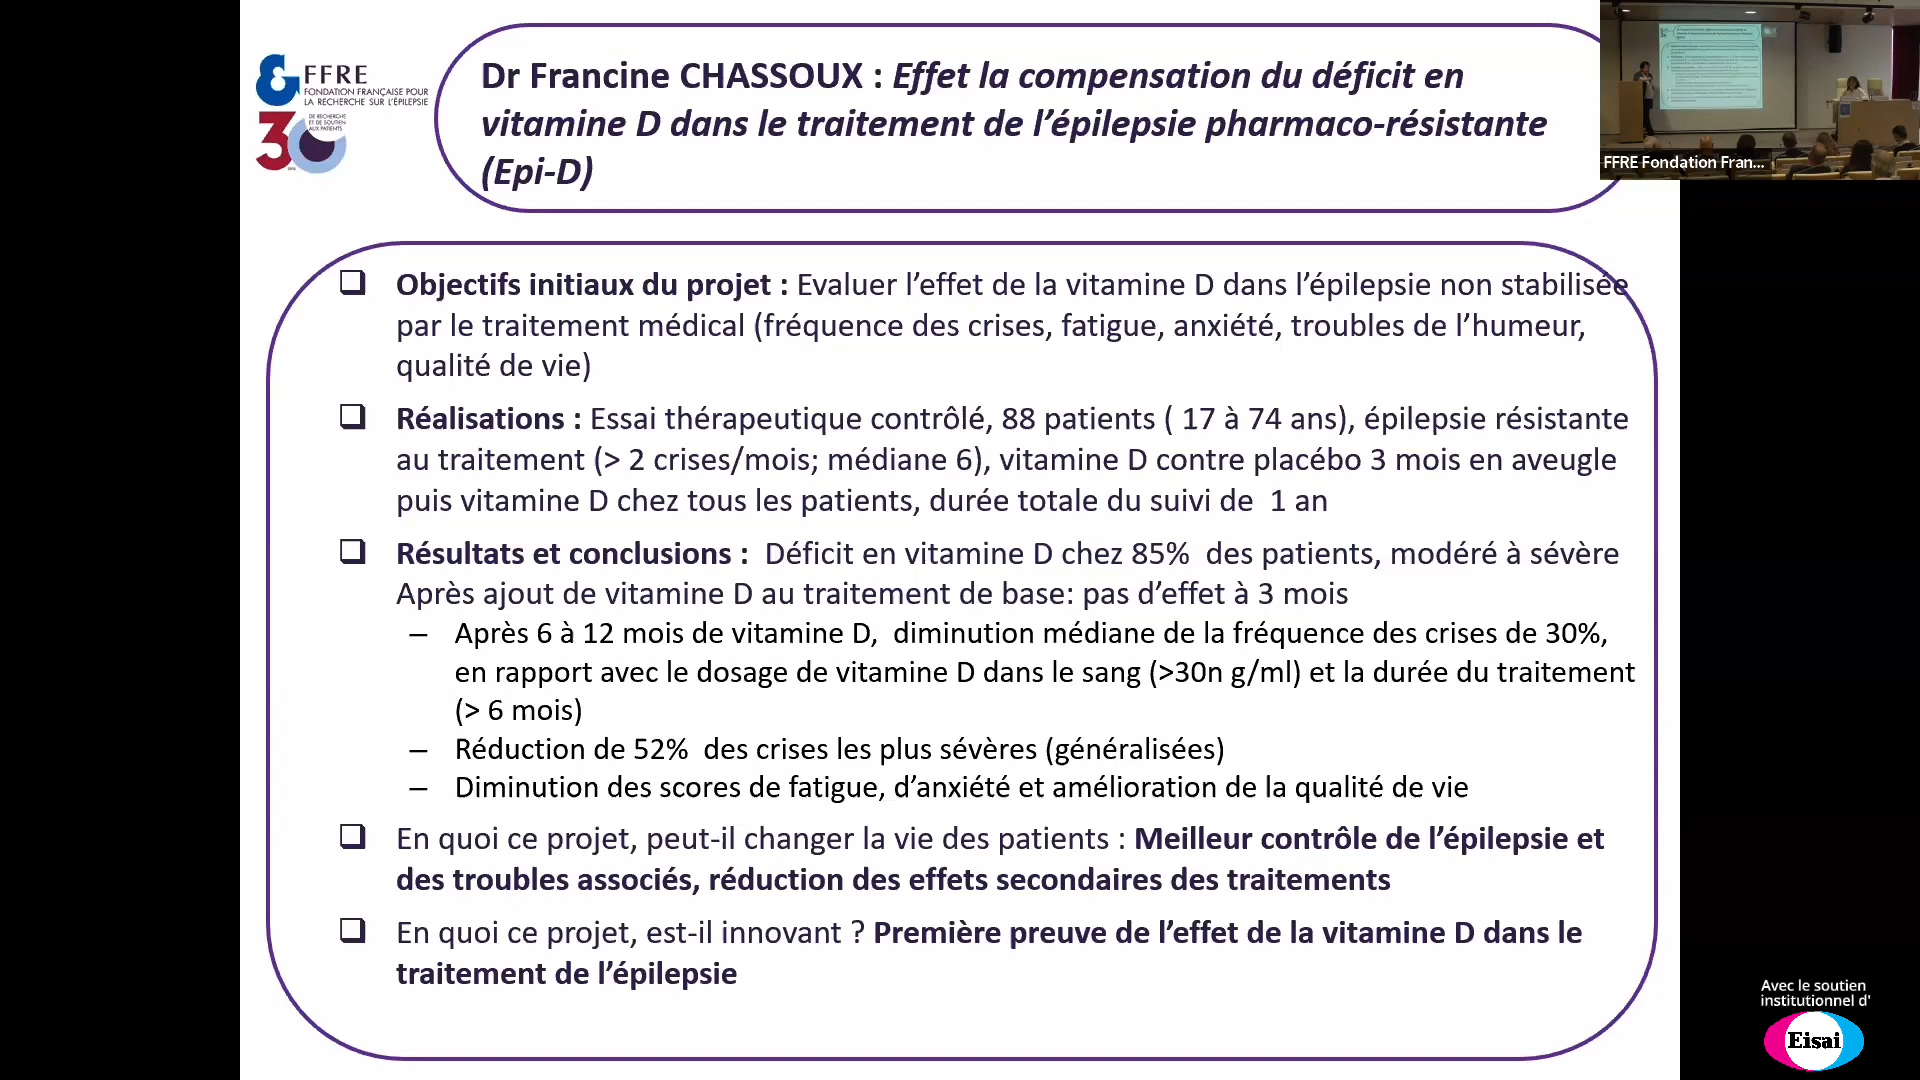 FFRE
FONDATION FRANÇAISE POUR
LA RECHERCHE SUR L'ÉPILEPSIE
30
DE RECHERCHE
ET DE SOUTIEN
AUX PATIENTS
Dr Francine CHASSOUX : Effet la compensation du déficit en
vitamine D dans le traitement de l'épilepsie pharmaco-résistante
(Epi-D)
FFRE Fondation Fran...
❑ Objectifs initiaux du projet : Evaluer l'effet de la vitamine D dans l'épilepsie non stabilisée
par le traitement médical (fréquence des crises, fatigue, anxiété, troubles de l'humeur,
qualité de vie)
❑ Réalisations : Essai thérapeutique contrôlé, 88 patients ( 17 à 74 ans), épilepsie résistante
au traitement (> 2 crises/mois; médiane 6), vitamine D contre placébo 3 mois en aveugle
puis vitamine D chez tous les patients, durée totale du suivi de 1 an
❑ Résultats et conclusions : Déficit en vitamine D chez 85% des patients, modéré à sévère
Après ajout de vitamine D au traitement de base: pas d'effet à 3 mois
– Après 6 à 12 mois de vitamine D, diminution médiane de la fréquence des crises de 30%,
en rapport avec le dosage de vitamine D dans le sang (>30n g/ml) et la durée du traitement
(> 6 mois)
– Réduction de 52% des crises les plus sévères (généralisées)
– Diminution des scores de fatigue, d'anxiété et amélioration de la qualité de vie
❑ En quoi ce projet, peut-il changer la vie des patients : Meilleur contrôle de l'épilepsie et
des troubles associés, réduction des effets secondaires des traitements
❑ En quoi ce projet, est-il innovant ? Première preuve de l'effet de la vitamine D dans le
traitement de l'épilepsie
Avec le soutien
institutionnel d'
Eisai